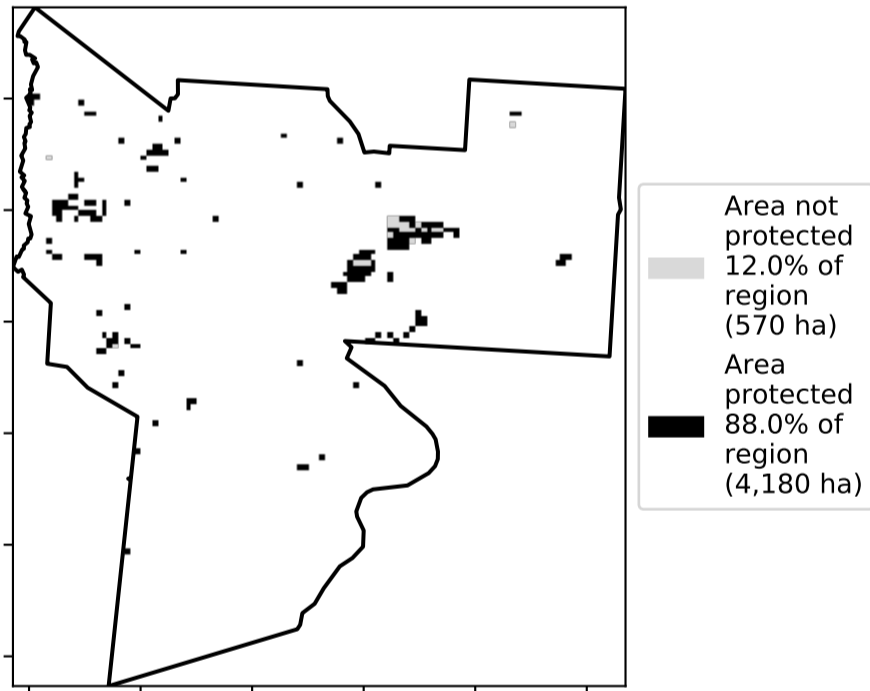 Area not
protected
12.0% of
region
(570 ha)
Area
protected
88.0% of
region
(4,180 ha)